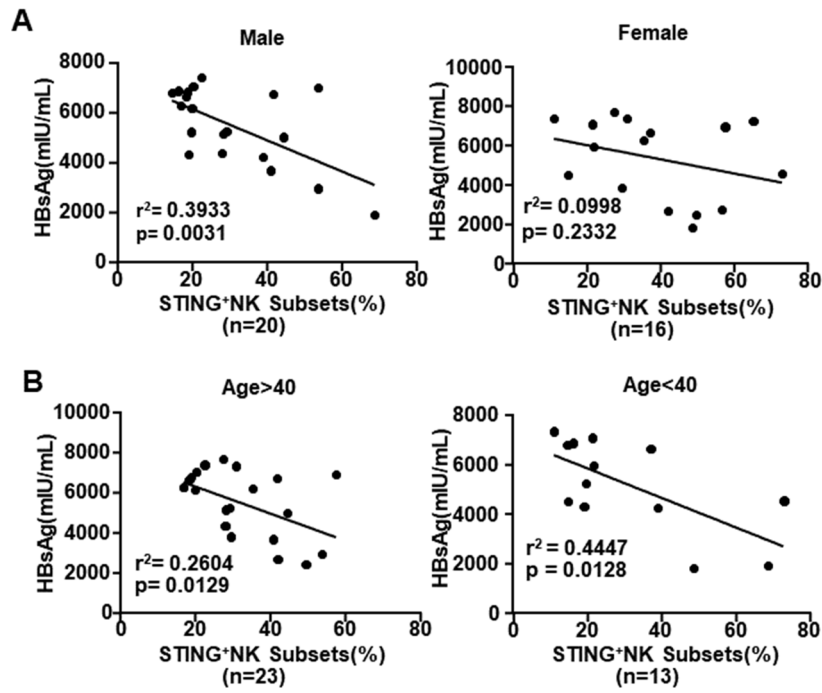 A
Male
HBsAg(mIU/mL)
8000
6000
4000
2000
0
r²= 0.3933
p= 0.0031
0 20 40 60 80
STING⁺NK Subsets(%)
(n=20)
Female
HBsAg(mIU/mL)
10000
8000
6000
4000
2000
0
r²= 0.0998
p= 0.2332
0 20 40 60 80
STING⁺NK Subsets(%)
(n=16)
B
Age>40
HBsAg(mIU/mL)
10000
8000
6000
4000
2000
0
r²= 0.2604
p= 0.0129
0 20 40 60 80
STING⁺NK Subsets(%)
(n=23)
Age<40
HBsAg(mIU/mL)
8000
6000
4000
2000
0
r² = 0.4447
p = 0.0128
0 20 40 60 80
STING⁺NK Subsets(%)
(n=13)